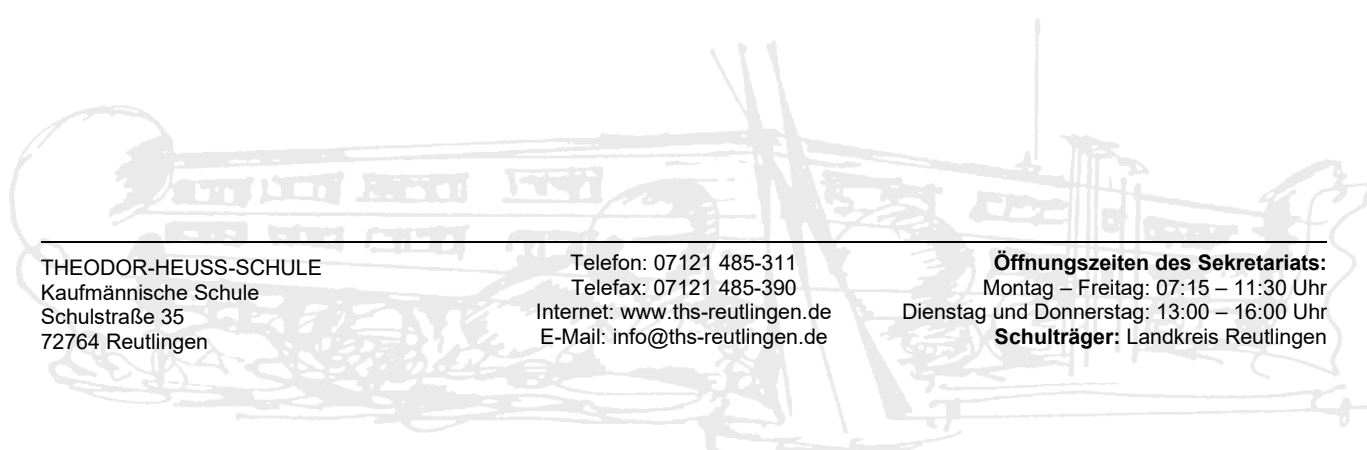 THEODOR-HEUSS-SCHULE
Kaufmännische Schule
Schulstraße 35
72764 Reutlingen
Telefon: 07121 485-311
Telefax: 07121 485-390
Internet: www.ths-reutlingen.de
E-Mail: info@ths-reutlingen.de
Öffnungszeiten des Sekretariats:
Montag – Freitag: 07:15 – 11:30 Uhr
Dienstag und Donnerstag: 13:00 – 16:00 Uhr
Schulträger: Landkreis Reutlingen